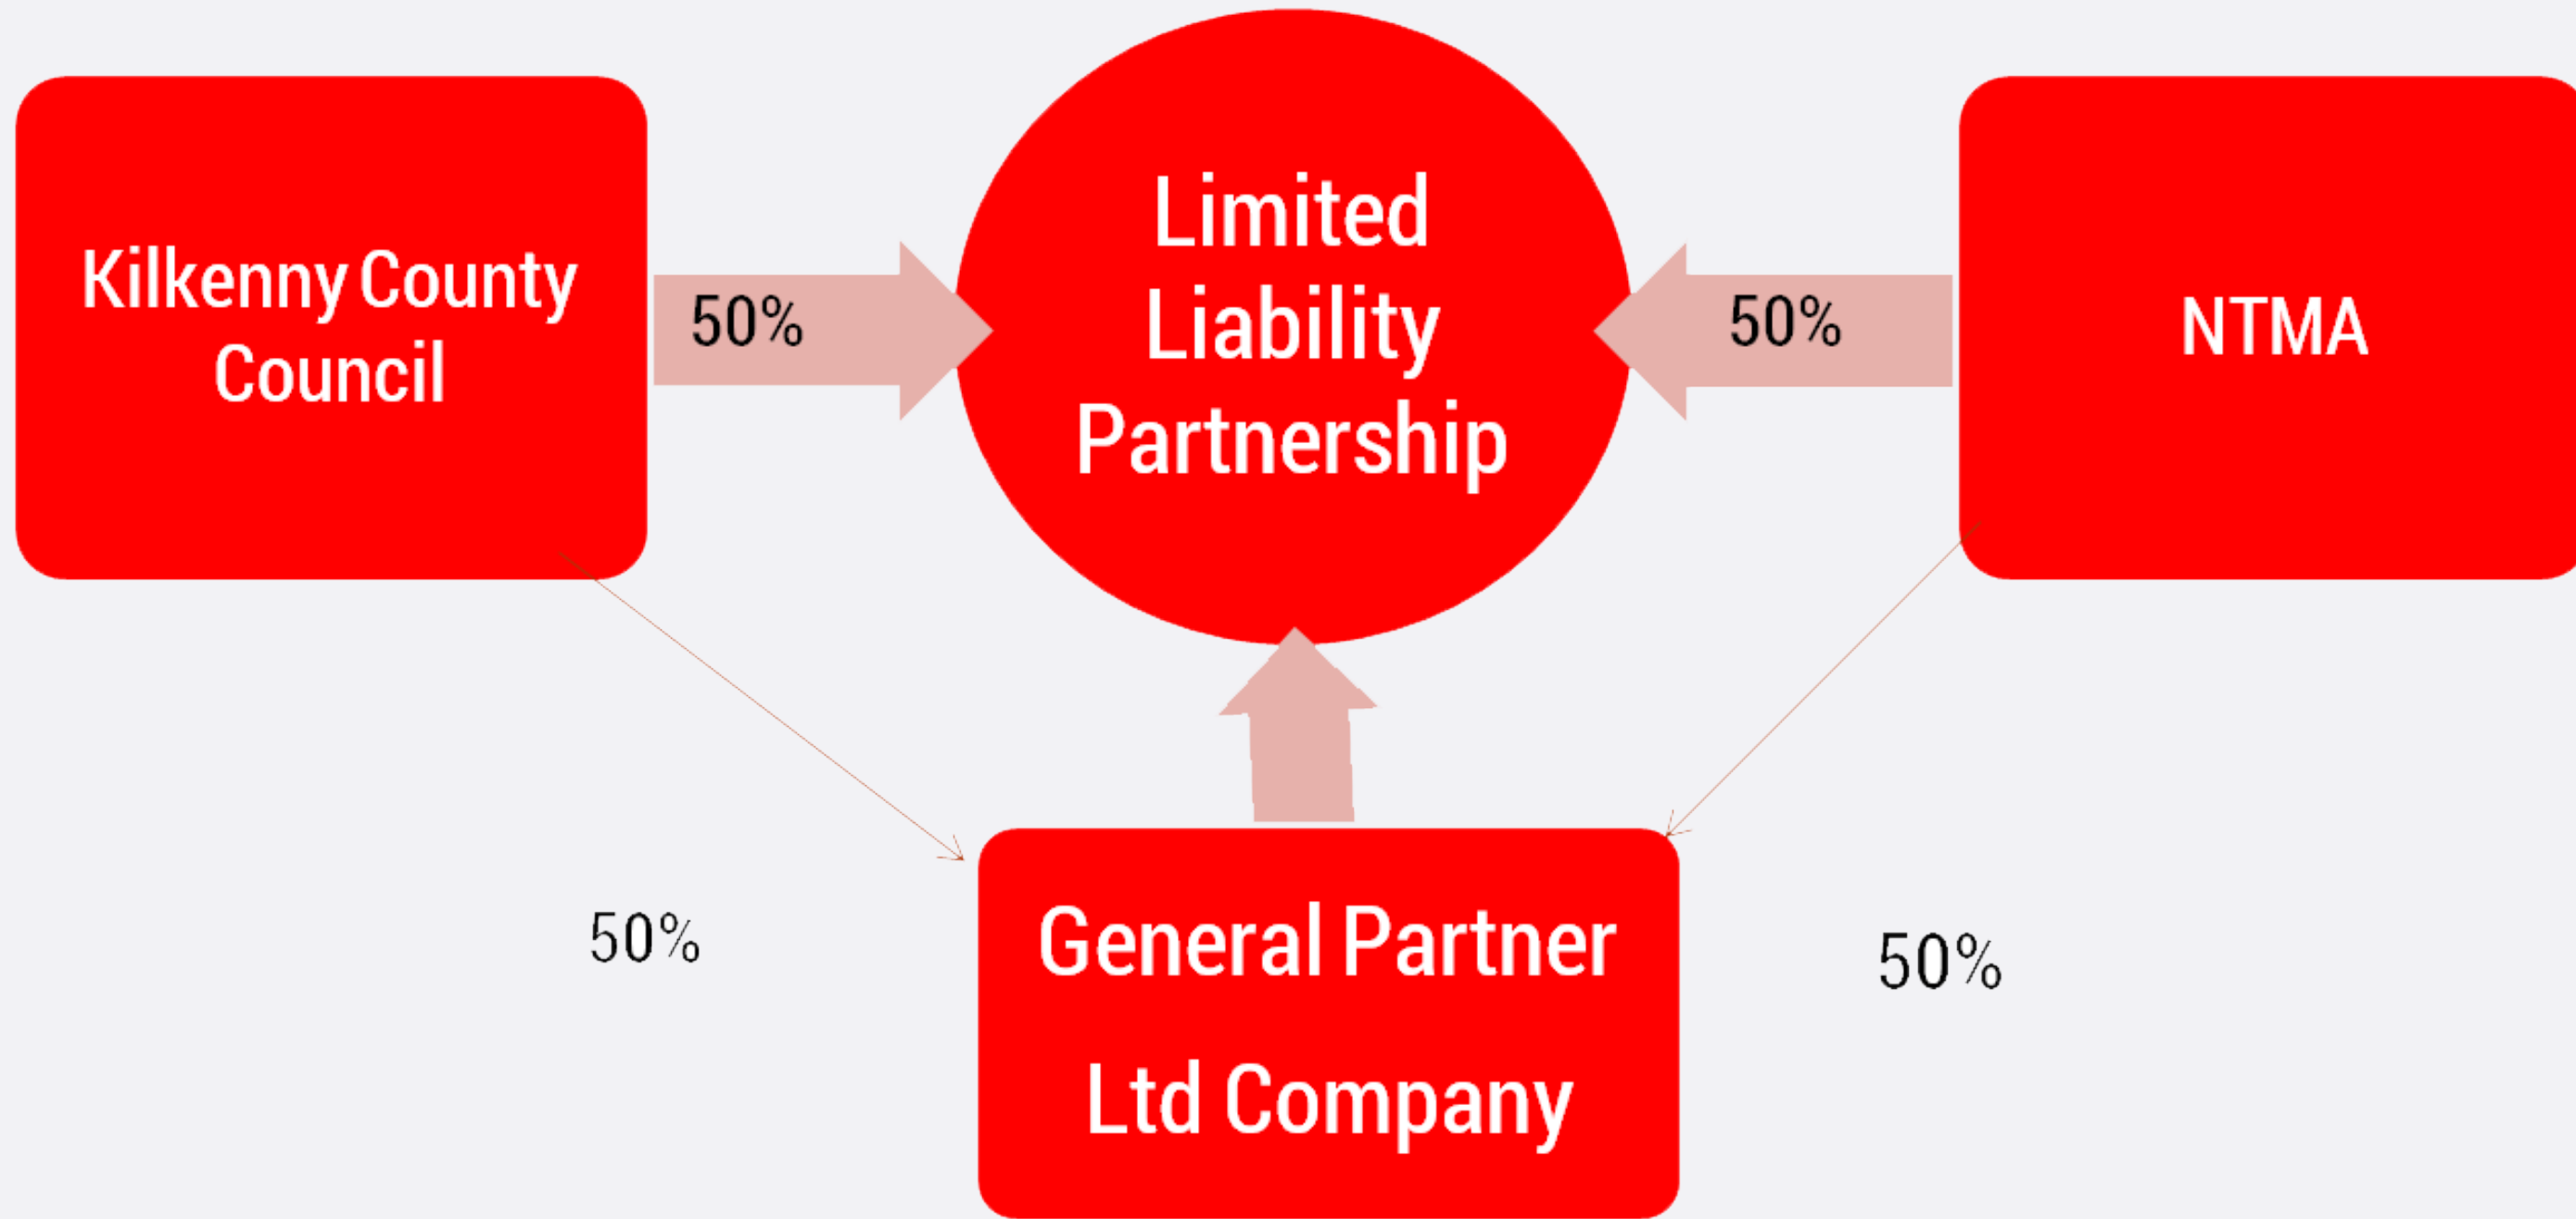 Kilkenny County
Council
50%
Limited
Liability
Partnership
50%
NTMA
50%
General Partner
Ltd Company
50%